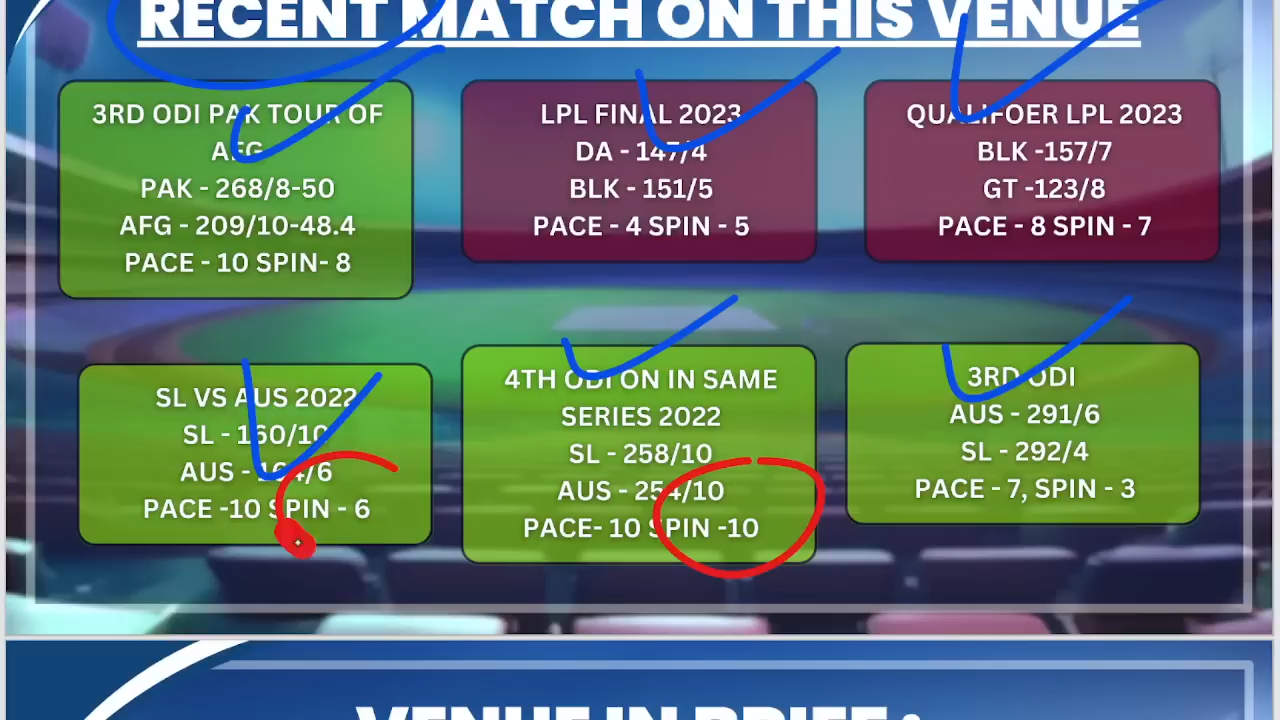 RECENT MATCH ON THIS VENUE
3RD ODI PAK TOUR OF
AFG
PAK - 268/8-50
AFG - 209/10-48.4
PACE - 10 SPIN- 8
LPL FINAL 2023
DA - 147/4
BLK - 151/5
PACE - 4 SPIN - 5
QUALIFOER LPL 2023
BLK -157/7
GT -123/8
PACE - 8 SPIN - 7
SL VS AUS 2022
SL - 160/10
AUS -
PACE -10 SPIN - 6
4TH ODI ON IN SAME
SERIES 2022
SL - 258/10
AUS - 254/10
PACE- 10 SPIN -10
3RD ODI
AUS - 291/6
SL - 292/4
PACE - 7, SPIN - 3
VENUE IN BRIEF :